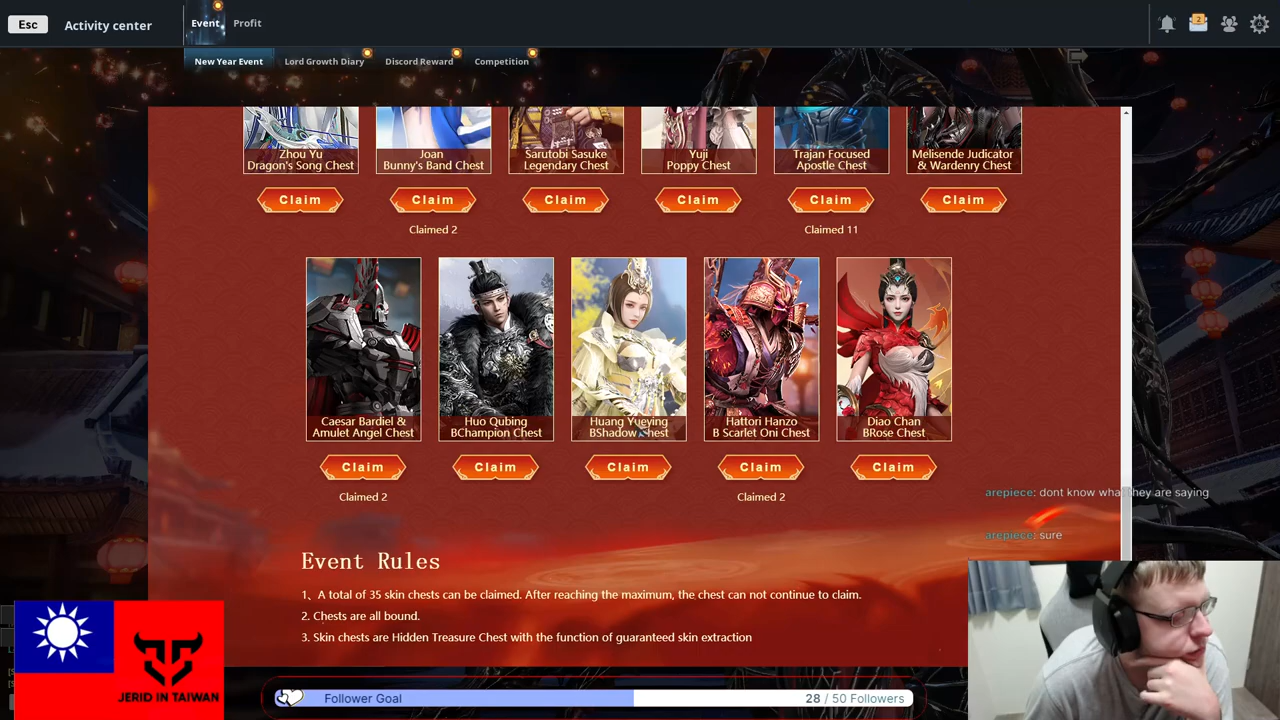 Esc
Activity center
Event
Profit
2
New Year Event
Lord Growth Diary
Discord Reward
Competition
Zhou Yu
Dragon's Song Chest
Joan
Bunny's Band Chest
Sarutobi Sasuke
Legendary Chest
Yuji
Poppy Chest
Trajan Focused
Apostle Chest
Melisende Judicator
& Wardenry Chest
Claim
Claim
Claim
Claim
Claim
Claim
Claimed 2
Claimed 11
Caesar Bardiel &
Amulet Angel Chest
Huo Qubing
BChampion Chest
Huang Yueying
BShadow Chest
Hattori Hanzo
B Scarlet Oni Chest
Diao Chan
BRose Chest
Claim
Claim
Claim
Claim
Claim
Claimed 2
Claimed 2
arepiece: dont know what they are saying
arepiece: sure
Event Rules
1、A total of 35 skin chests can be claimed. After reaching the maximum, the chest can not continue to claim.
2. Chests are all bound.
3. Skin chests are Hidden Treasure Chest with the function of guaranteed skin extraction
JERID IN TAIWAN
Follower Goal
28 / 50 Followers